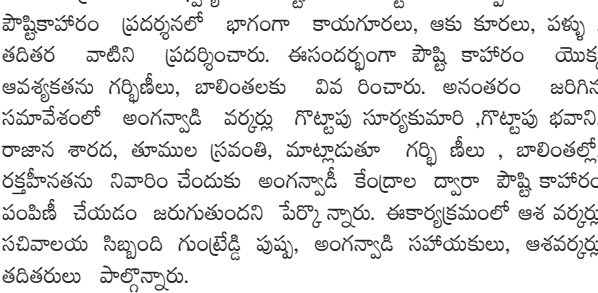 పౌష్టికాహారం ప్రదర్శనలో భాగంగా కాయగూరలు, ఆకు కూరలు, పళ్ళు ,
తదితర వాటిని ప్రదర్శించారు. ఈసందర్భంగా పౌష్టి కాహారం యొక్క
ఆవశ్యకతను గర్భిణీలు, బాలింతలకు వివ రించారు. అనంతరం జరిగిన
సమావేశంలో అంగన్వాడి వర్కర్లు గొట్టాపు సూర్యకుమారి ,గొట్టాపు భవాని,
రాజాన శారద, తూముల స్రవంతి, మాట్లాడుతూ గర్భి ణీలు , బాలింతల్లో
రక్తహీనతను నివారిం చేందుకు అంగన్వాడీ కేంద్రాల ద్వారా పౌష్టి కాహారం
పంపిణీ చేయడం జరుగుతుందని పేర్కొ న్నారు. ఈకార్యక్రమంలో ఆశ వర్కర్లు
సచివాలయ సిబ్బంది గుంట్రెడ్డి పుష్ప, అంగన్వాడి సహాయకులు, ఆశవర్కర్లు
తదితరులు పాల్గొన్నారు.